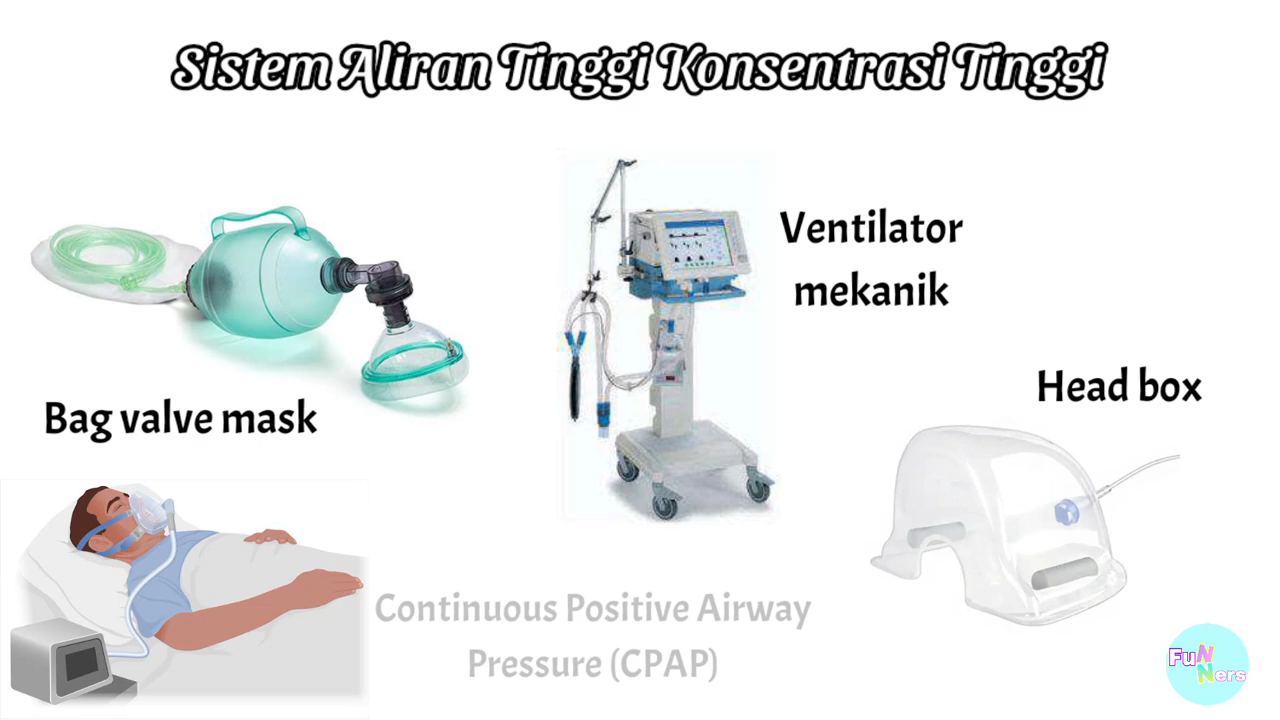 Sistem Aliran Tinggi Konsentrasi Tinggi
Ventilator
mekanik
Head box
Bag valve mask
Continuous Positive Airway
Pressure (CPAP)
FuN
Ners